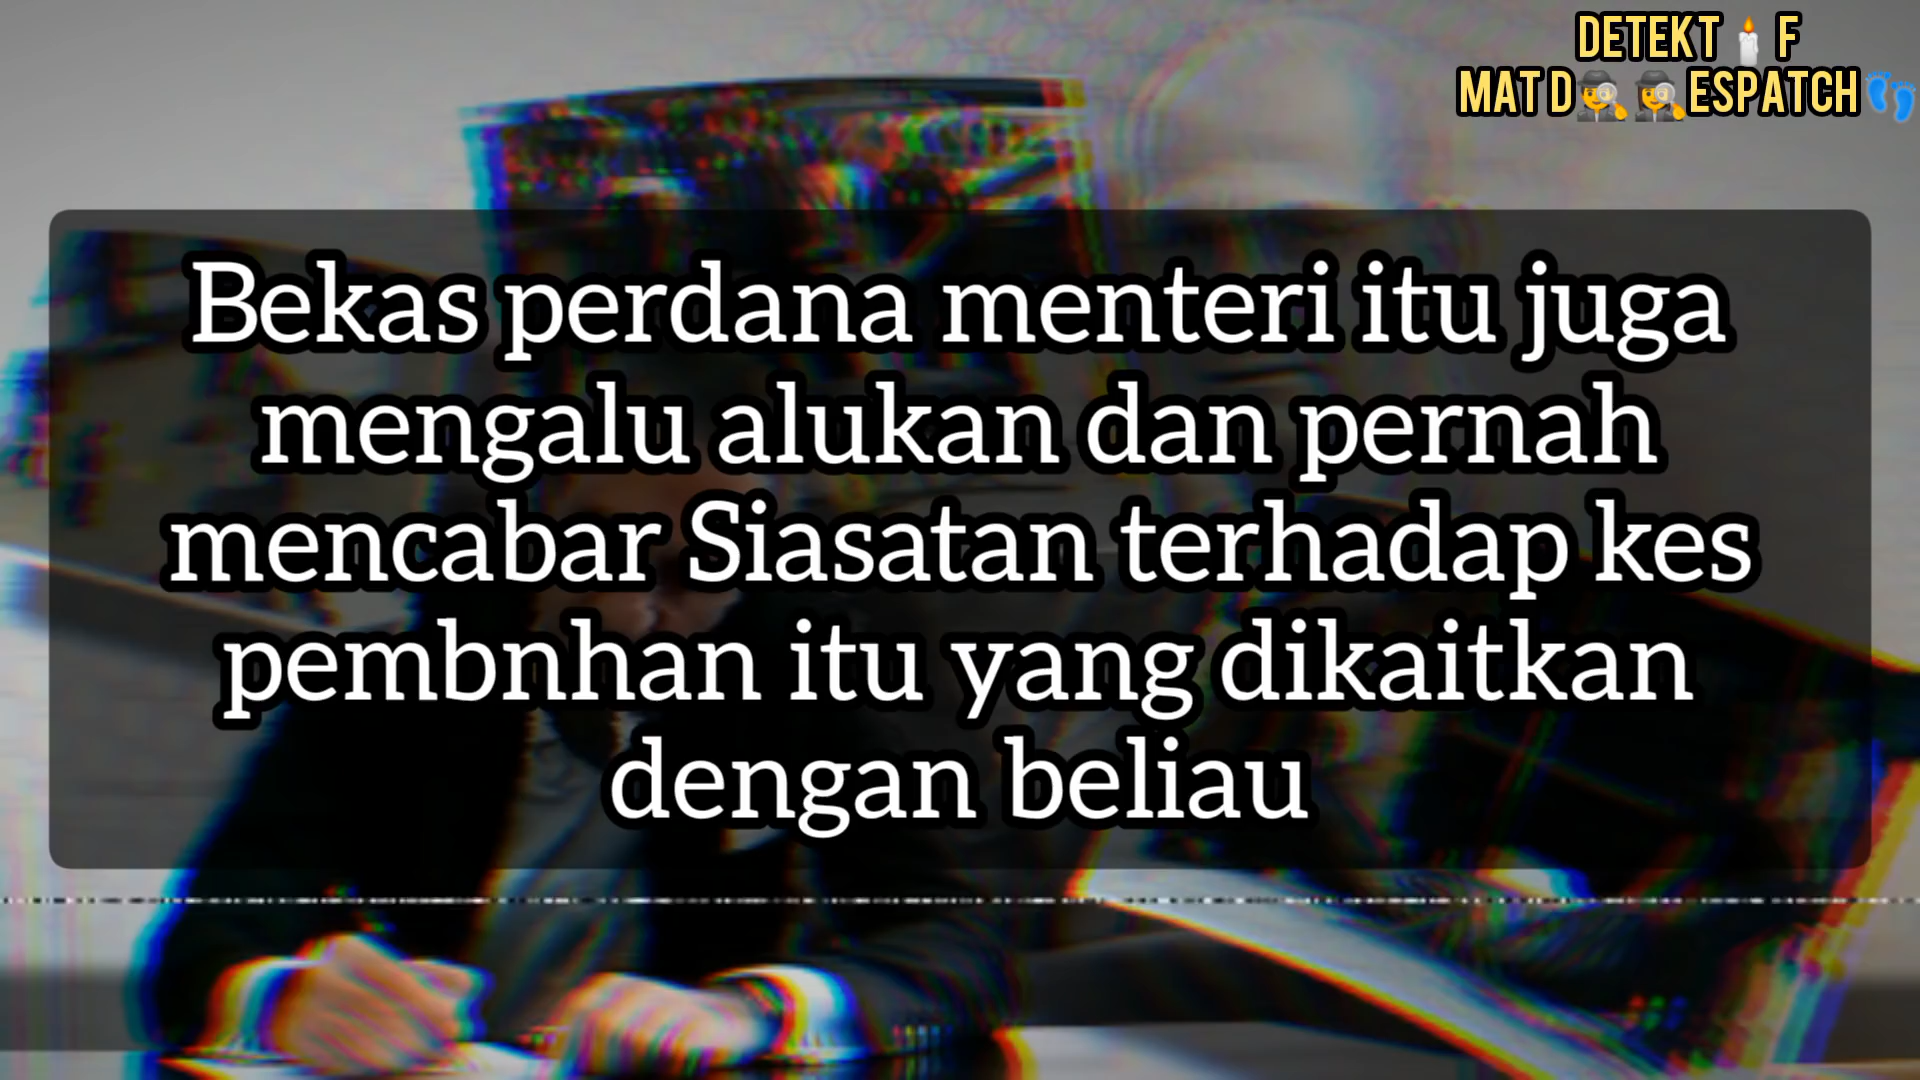 DETEKT🕯️F
MAT D🕵️🕵️ESPATCH👣
Bekas perdana menteri itu juga
mengalu alukan dan pernah
mencabar Siasatan terhadap kes
pembnhan itu yang dikaitkan
dengan beliau